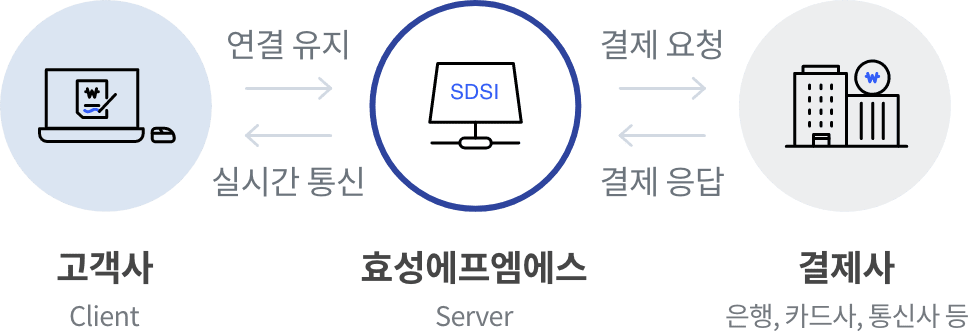 연결 유지
결제 요청
₩
SDSI
₩
실시간 통신
결제 응답
고객사
효성에프엠에스
결제사
Client
Server
은행, 카드사, 통신사 등